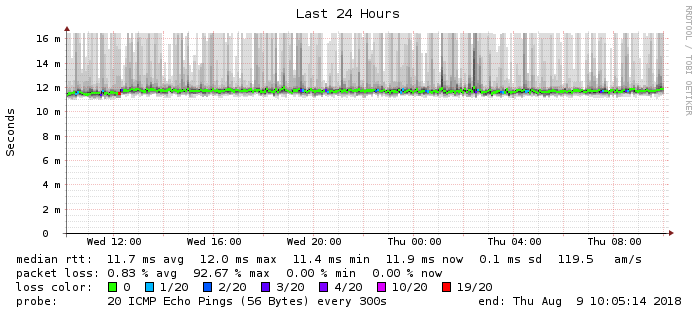 Last 24 Hours
RRDTOOL / TOBI OETIKER
Seconds
16 m
14 m
12 m
10 m
8 m
6 m
4 m
2 m
0
Wed 12:00 Wed 16:00 Wed 20:00 Thu 00:00 Thu 04:00 Thu 08:00
median rtt: 11.7 ms avg 12.0 ms max 11.4 ms min 11.9 ms now 0.1 ms sd 119.5 am/s
packet loss: 0.83 % avg 92.67 % max 0.00 % min 0.00 % now
loss color: 0 1/20 2/20 3/20 4/20 10/20 19/20
probe: 20 ICMP Echo Pings (56 Bytes) every 300s end: Thu Aug 9 10:05:14 2018